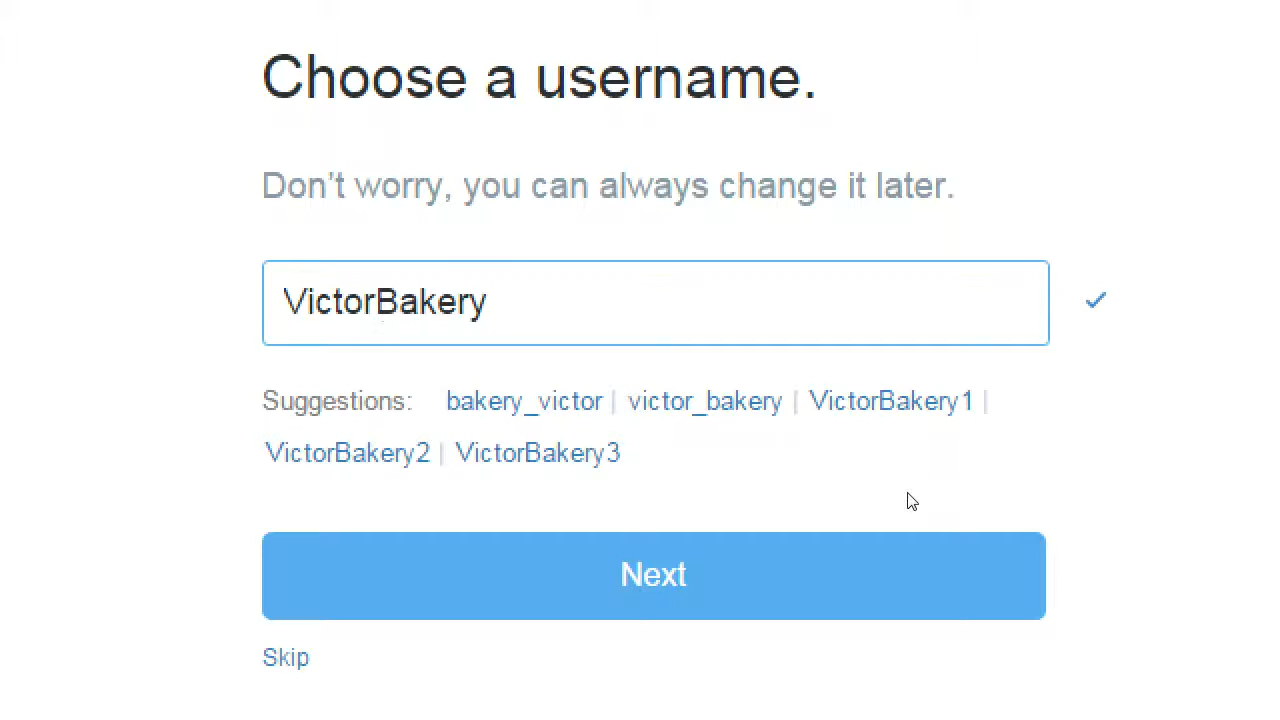 Choose a username.
Don't worry, you can always change it later.
VictorBakery
Suggestions: bakery_victor | victor_bakery | VictorBakery1 |
VictorBakery2 | VictorBakery3
Next
Skip